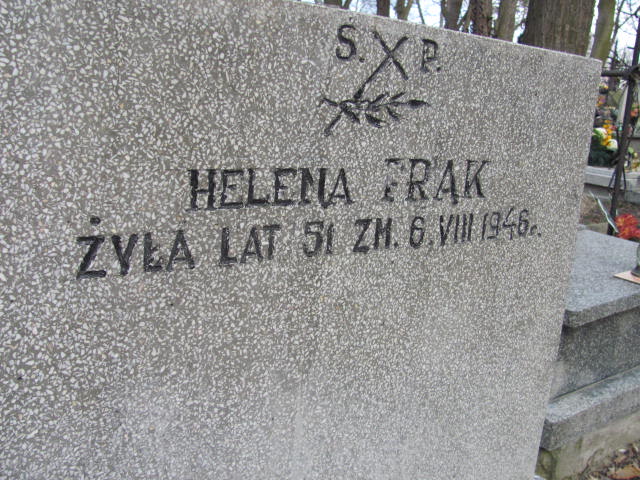 S. P.
HELENA FRĄK
ŻYŁA LAT 51 ZM. 6. VIII 1946r.